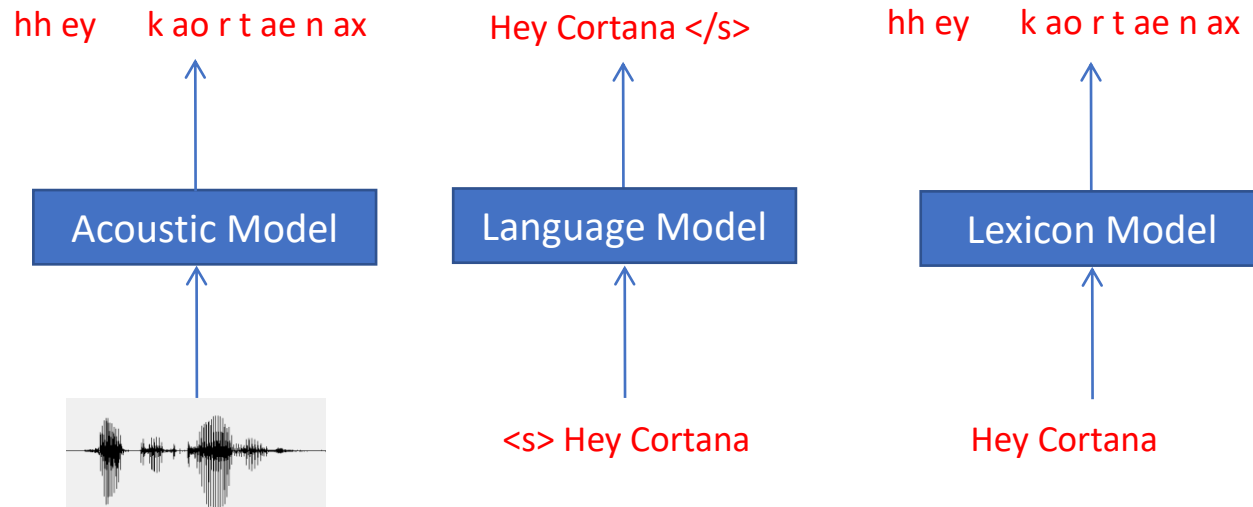 hh ey k ao r t ae n ax
Hey Cortana </s>
hh ey k ao r t ae n ax
Acoustic Model
Language Model
Lexicon Model
<s> Hey Cortana
Hey Cortana